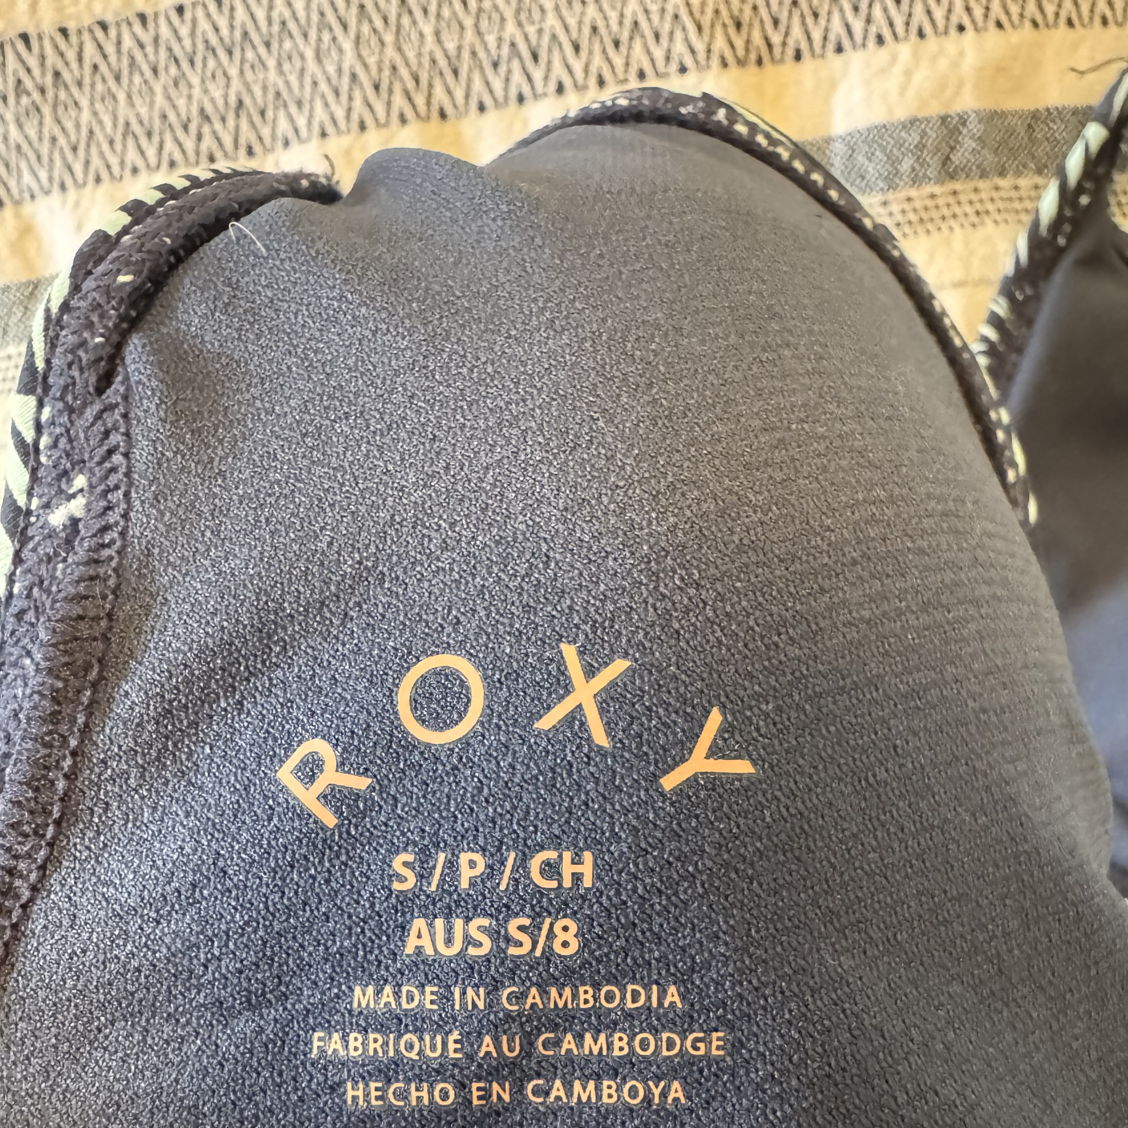 ROXY
S / P / CH
AUS S/8
MADE IN CAMBODIA
FABRIQUÉ AU CAMBODGE
HECHO EN CAMBOYA